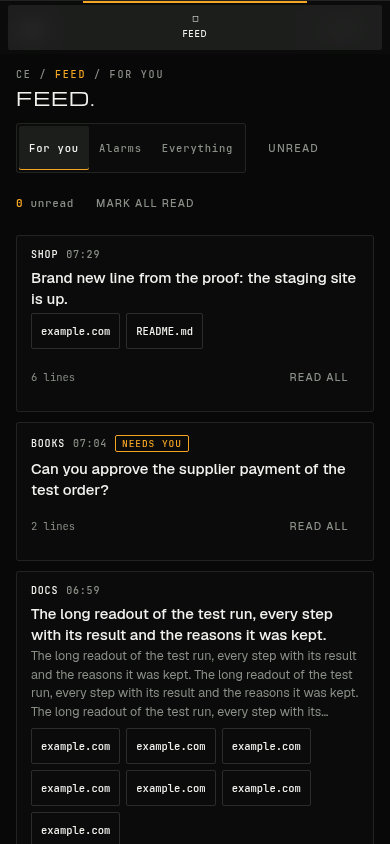 FEED
CE / FEED / FOR YOU
FEED.
For you Alarms Everything UNREAD
0 unread MARK ALL READ
SHOP 07:29
Brand new line from the proof: the staging site
is up.
example.com README.md
6 lines READ ALL
BOOKS 07:04 NEEDS YOU
Can you approve the supplier payment of the
test order?
2 lines READ ALL
DOCS 06:59
The long readout of the test run, every step
with its result and the reasons it was kept.
The long readout of the test run, every step with its result
and the reasons it was kept. The long readout of the test
run, every step with its result and the reasons it was kept.
The long readout of the test run, every step with its…
example.com example.com example.com
example.com example.com example.com
example.com